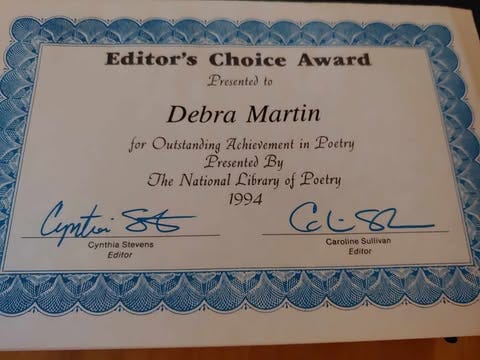 Editor's Choice Award
Presented to
Debra Martin
for Outstanding Achievement in Poetry
Presented By
The National Library of Poetry
1994
Cynthia Stevens
Editor
Caroline Sullivan
Editor